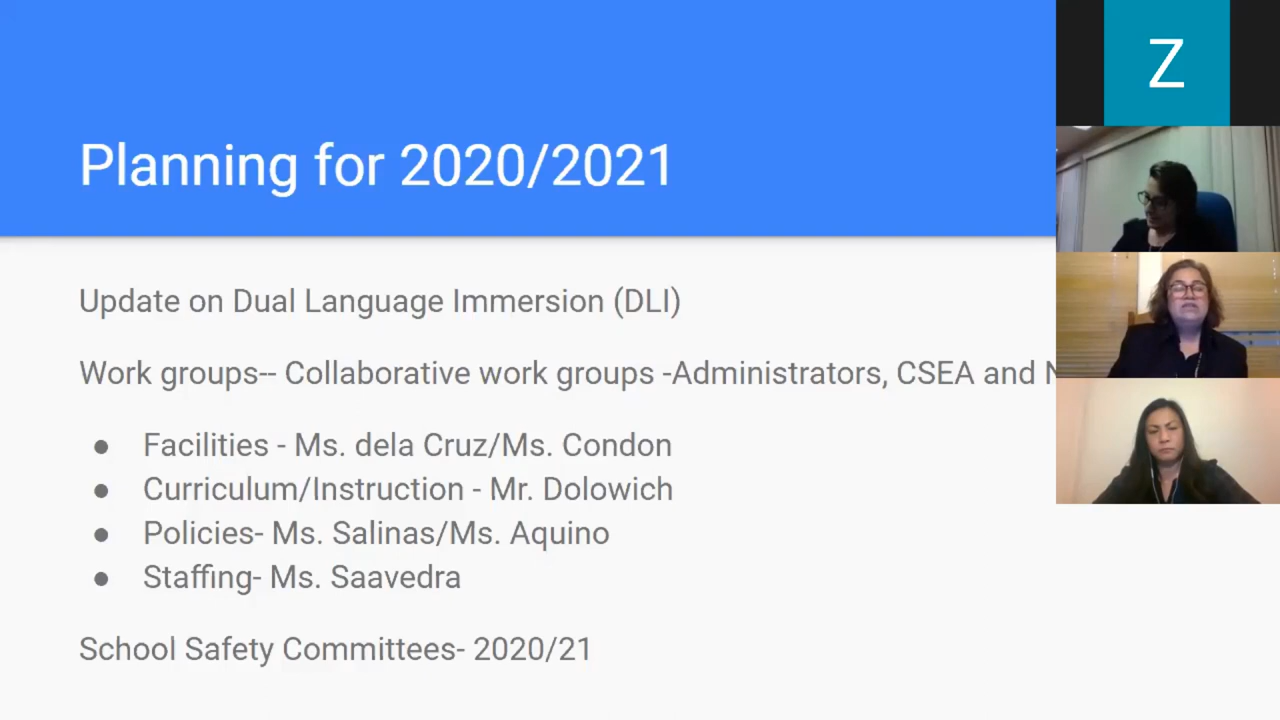 Planning for 2020/2021
Update on Dual Language Immersion (DLI)
Work groups-- Collaborative work groups -Administrators, CSEA and
● Facilities - Ms. dela Cruz/Ms. Condon
● Curriculum/Instruction - Mr. Dolowich
● Policies- Ms. Salinas/Ms. Aquino
● Staffing- Ms. Saavedra
School Safety Committees- 2020/21
Z